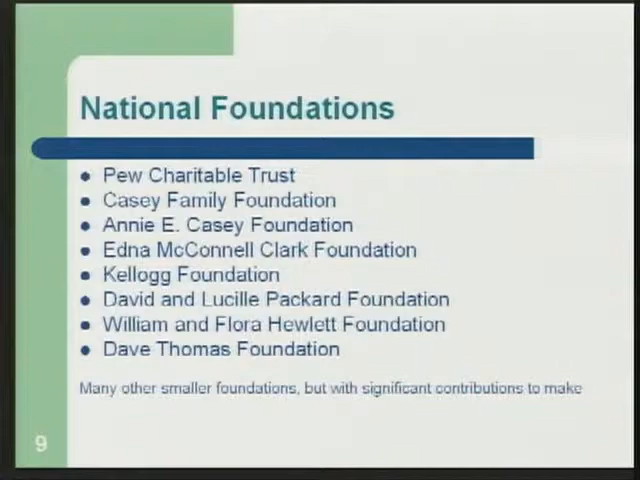 National Foundations
Pew Charitable Trust
Casey Family Foundation
Annie E. Casey Foundation
Edna McConnell Clark Foundation
Kellogg Foundation
David and Lucille Packard Foundation
William and Flora Hewlett Foundation
Dave Thomas Foundation
Many other smaller foundations, but with significant contributions to make
9